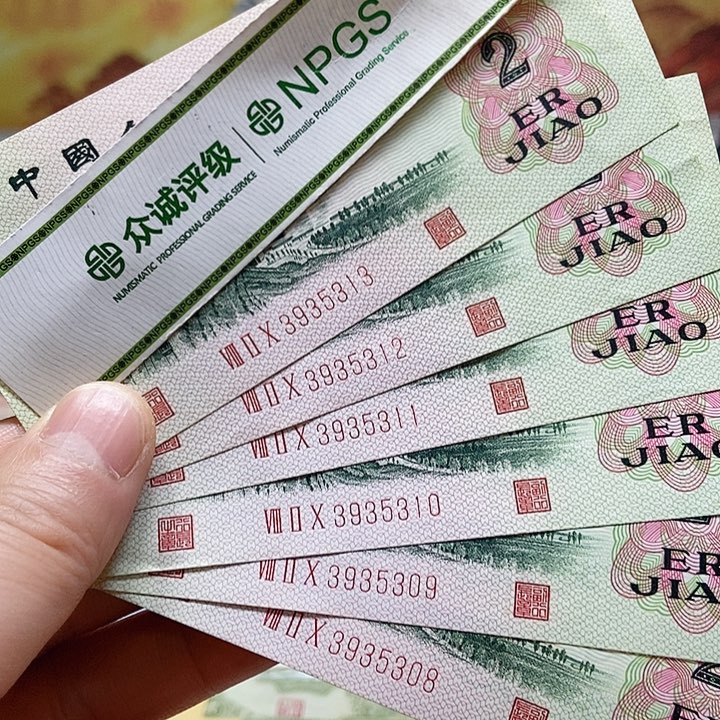 中国
众诚评级
NUMISMATIC PROFESSIONAL GRADING SERVICE
NPGS
Numismatic Professional Grading Service
2
ER
JIAO
VIII II X 3935313
ER
JIAO
VIII II X 3935312
ER
JIAO
VIII II X 3935311
ER
JIAO
VIII II X 3935310
ER
JIAO
VIII II X 3935309
VIII II X 3935308